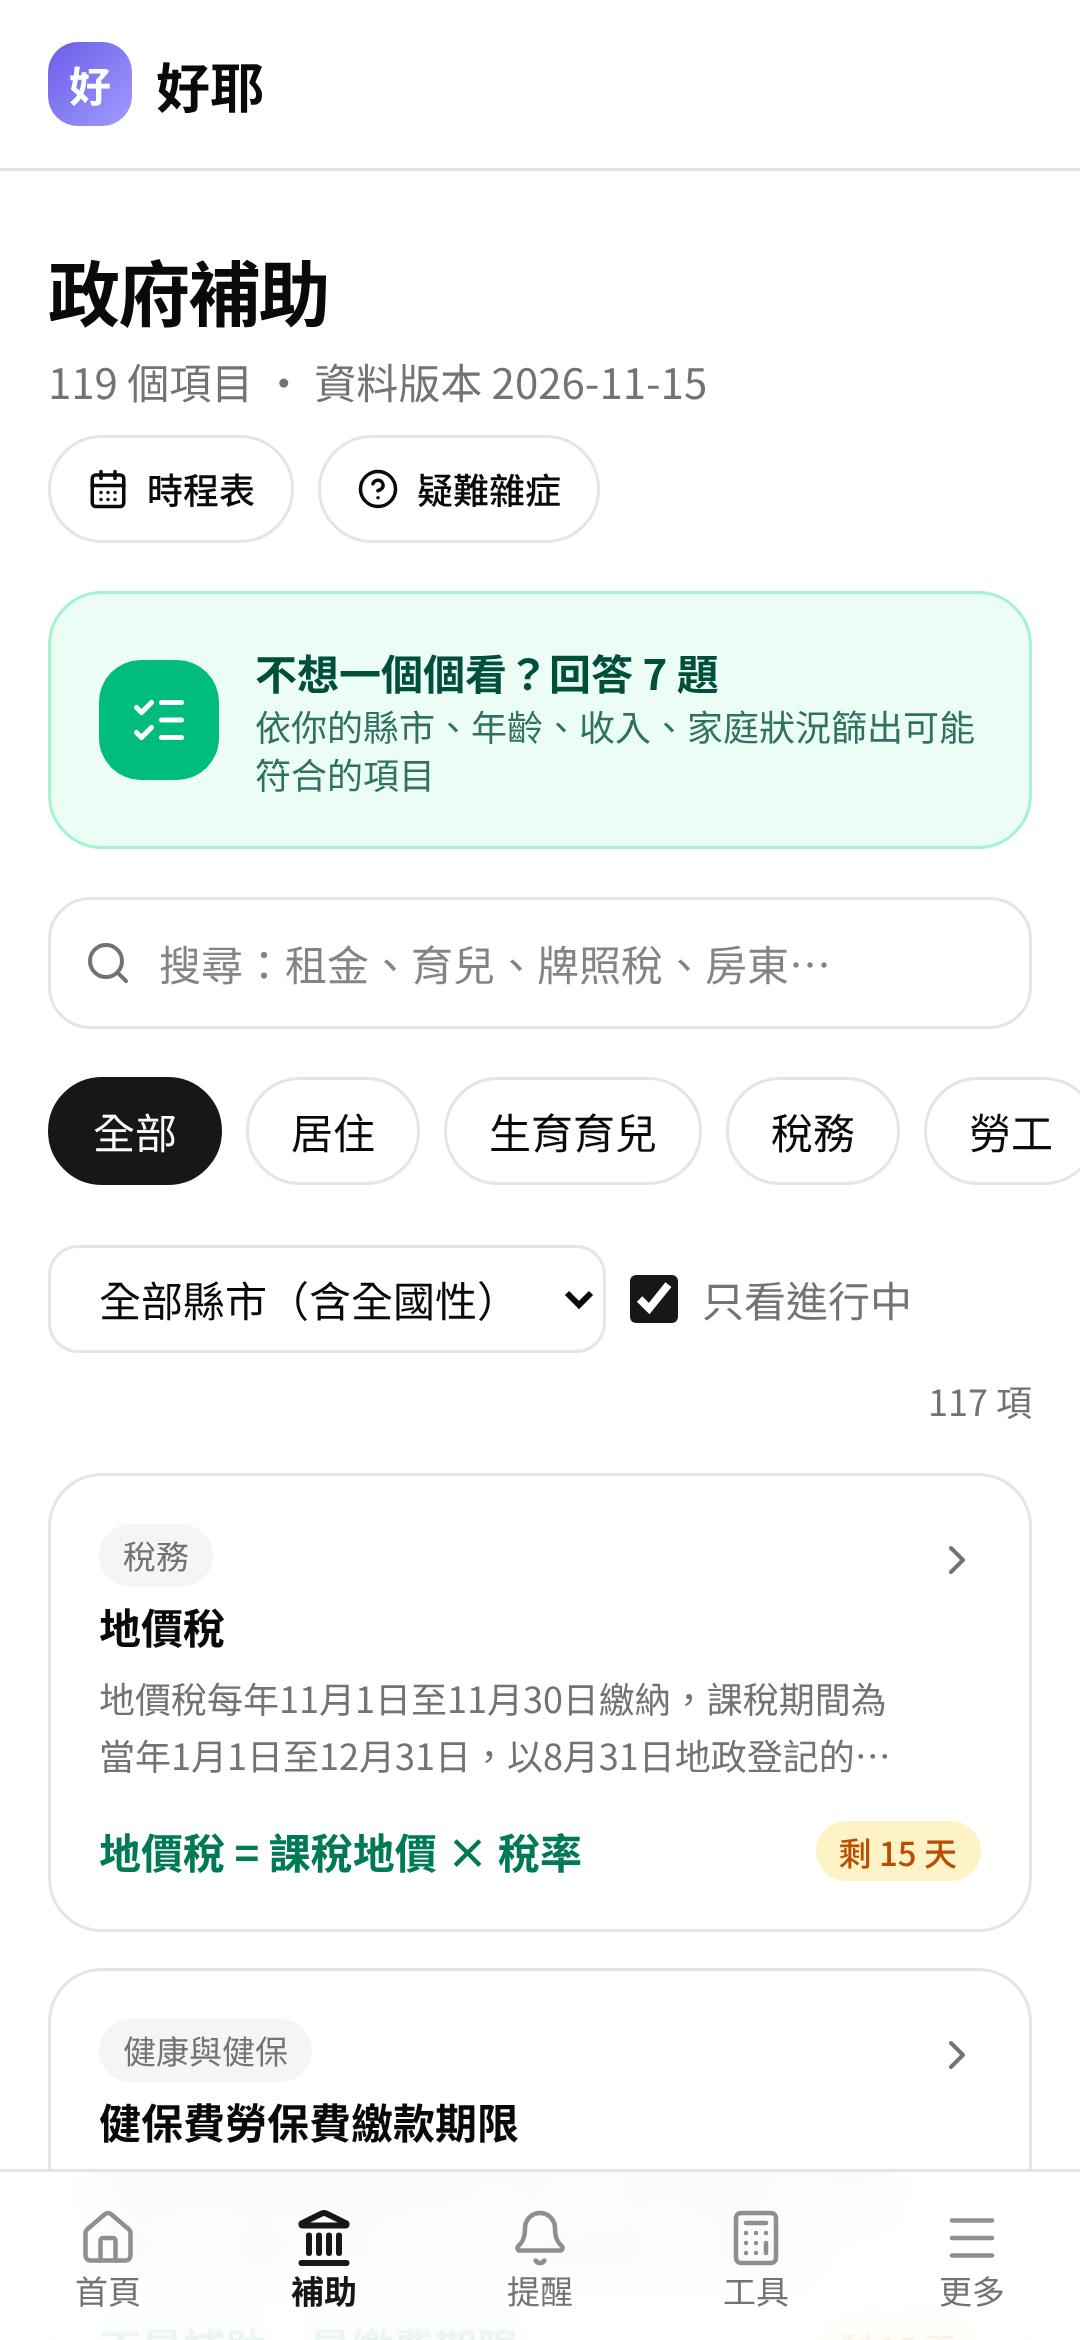 好 好耶
政府補助
119 個項目 · 資料版本 2026-11-15
時程表 疑難雜症
不想一個個看？回答 7 題
依你的縣市、年齡、收入、家庭狀況篩出可能
符合的項目
搜尋：租金、育兒、牌照稅、房東…
全部 居住 生育育兒 稅務 勞工
全部縣市（含全國性） 只看進行中
117 項
稅務
地價稅
地價稅每年11月1日至11月30日繳納，課稅期間為
當年1月1日至12月31日，以8月31日地政登記的…
地價稅 = 課稅地價 × 稅率 剩 15 天
健康與健保
健保費勞保費繳款期限
首頁 補助 提醒 工具 更多